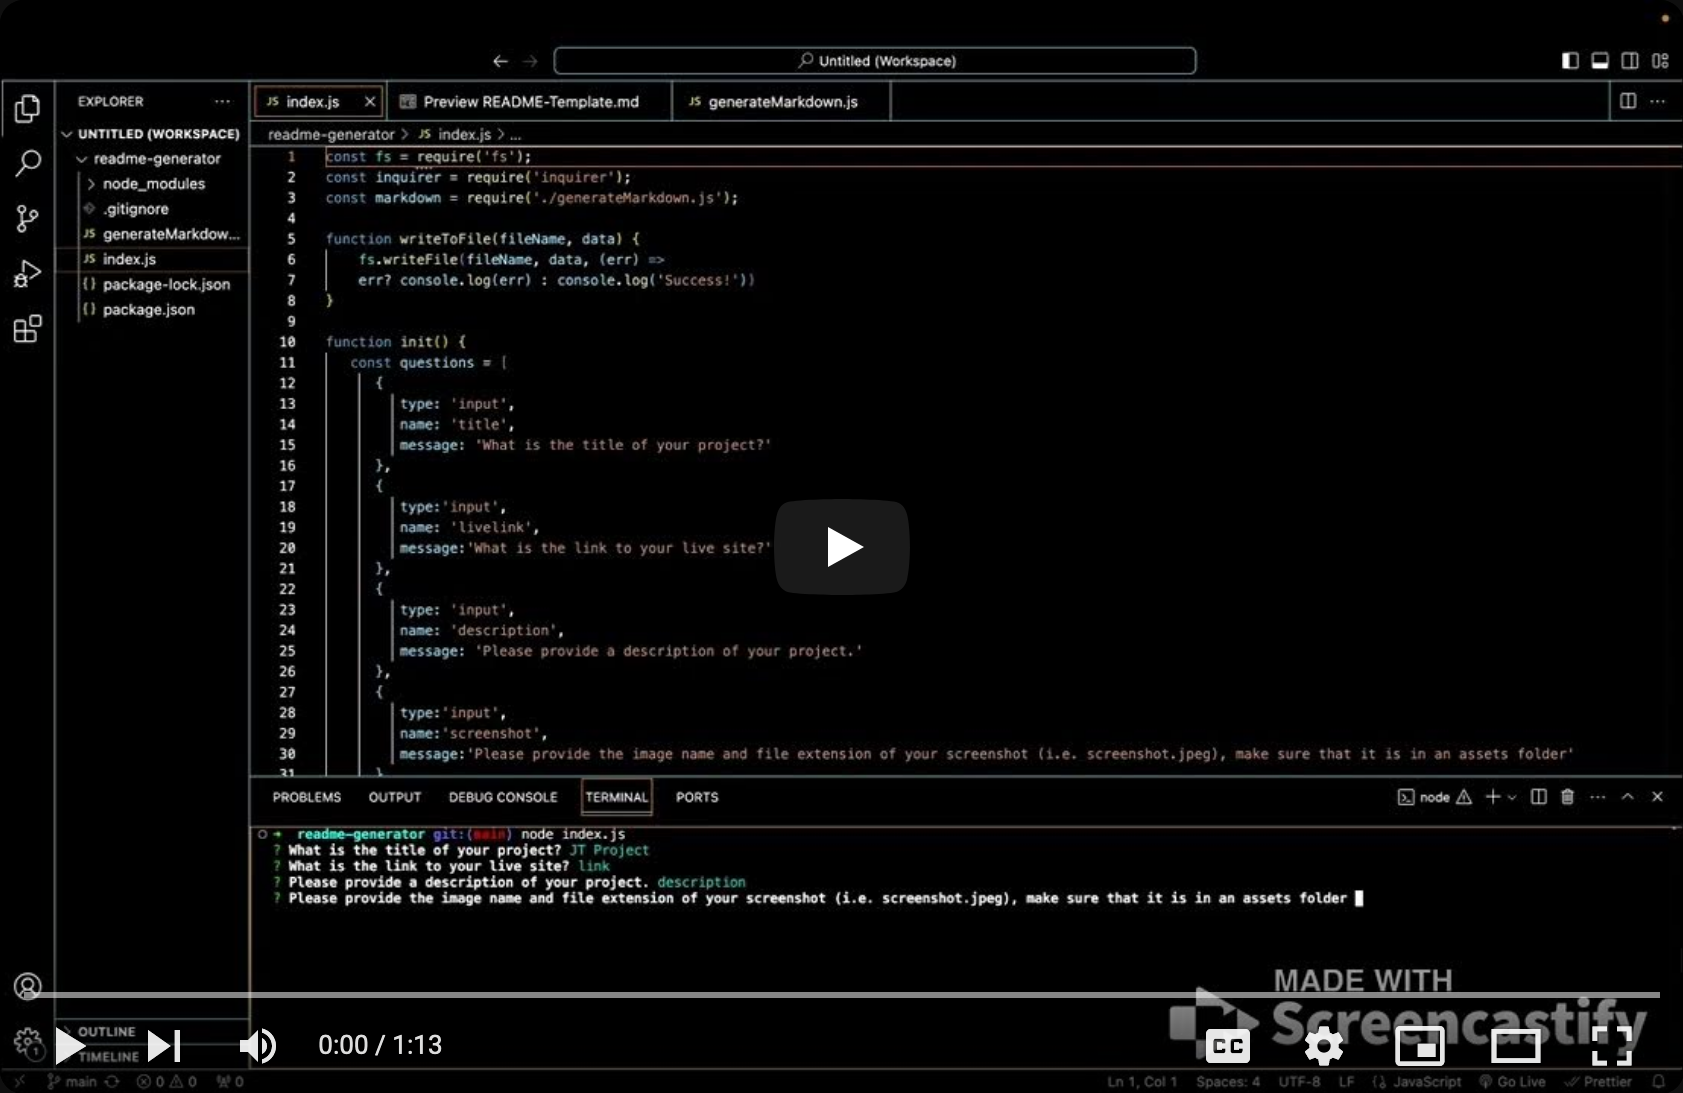 Untitled (Workspace)
EXPLORER
index.js
Preview README-Template.md
generateMarkdown.js
UNTITLED (WORKSPACE)
readme-generator > JS index.js > ...
readme-generator
node_modules
.gitignore
JS generateMarkdow...
JS index.js
{} package-lock.json
{} package.json
1 const fs = require('fs');
2 const inquirer = require('inquirer');
3 const markdown = require('./generateMarkdown.js');
4
5 function writeToFile(fileName, data) {
6 fs.writeFile(fileName, data, (err) =>
7 err? console.log(err) : console.log('Success!'))
8 }
9
10 function init() {
11 const questions = [
12 {
13 type: 'input',
14 name: 'title',
15 message: 'What is the title of your project?'
16 },
17 {
18 type:'input',
19 name: 'livelink',
20 message:'What is the link to your live site?'
21 },
22 {
23 type: 'input',
24 name: 'description',
25 message: 'Please provide a description of your project.'
26 },
27 {
28 type:'input',
29 name:'screenshot',
30 message:'Please provide the image name and file extension of your screenshot (i.e. screenshot.jpeg), make sure that it is in an assets folder'
31 }
PROBLEMS OUTPUT DEBUG CONSOLE TERMINAL PORTS
node
readme-generator git:(main) node index.js
? What is the title of your project? JT Project
? What is the link to your live site? link
? Please provide a description of your project. description
? Please provide the image name and file extension of your screenshot (i.e. screenshot.jpeg), make sure that it is in an assets folder
MADE WITH
Screencastify
OUTLINE
TIMELINE
1
0:00 / 1:13
CC
main 0 0 0
Ln 1, Col 1 Spaces: 4 UTF-8 LF {} JavaScript Go Live Prettier